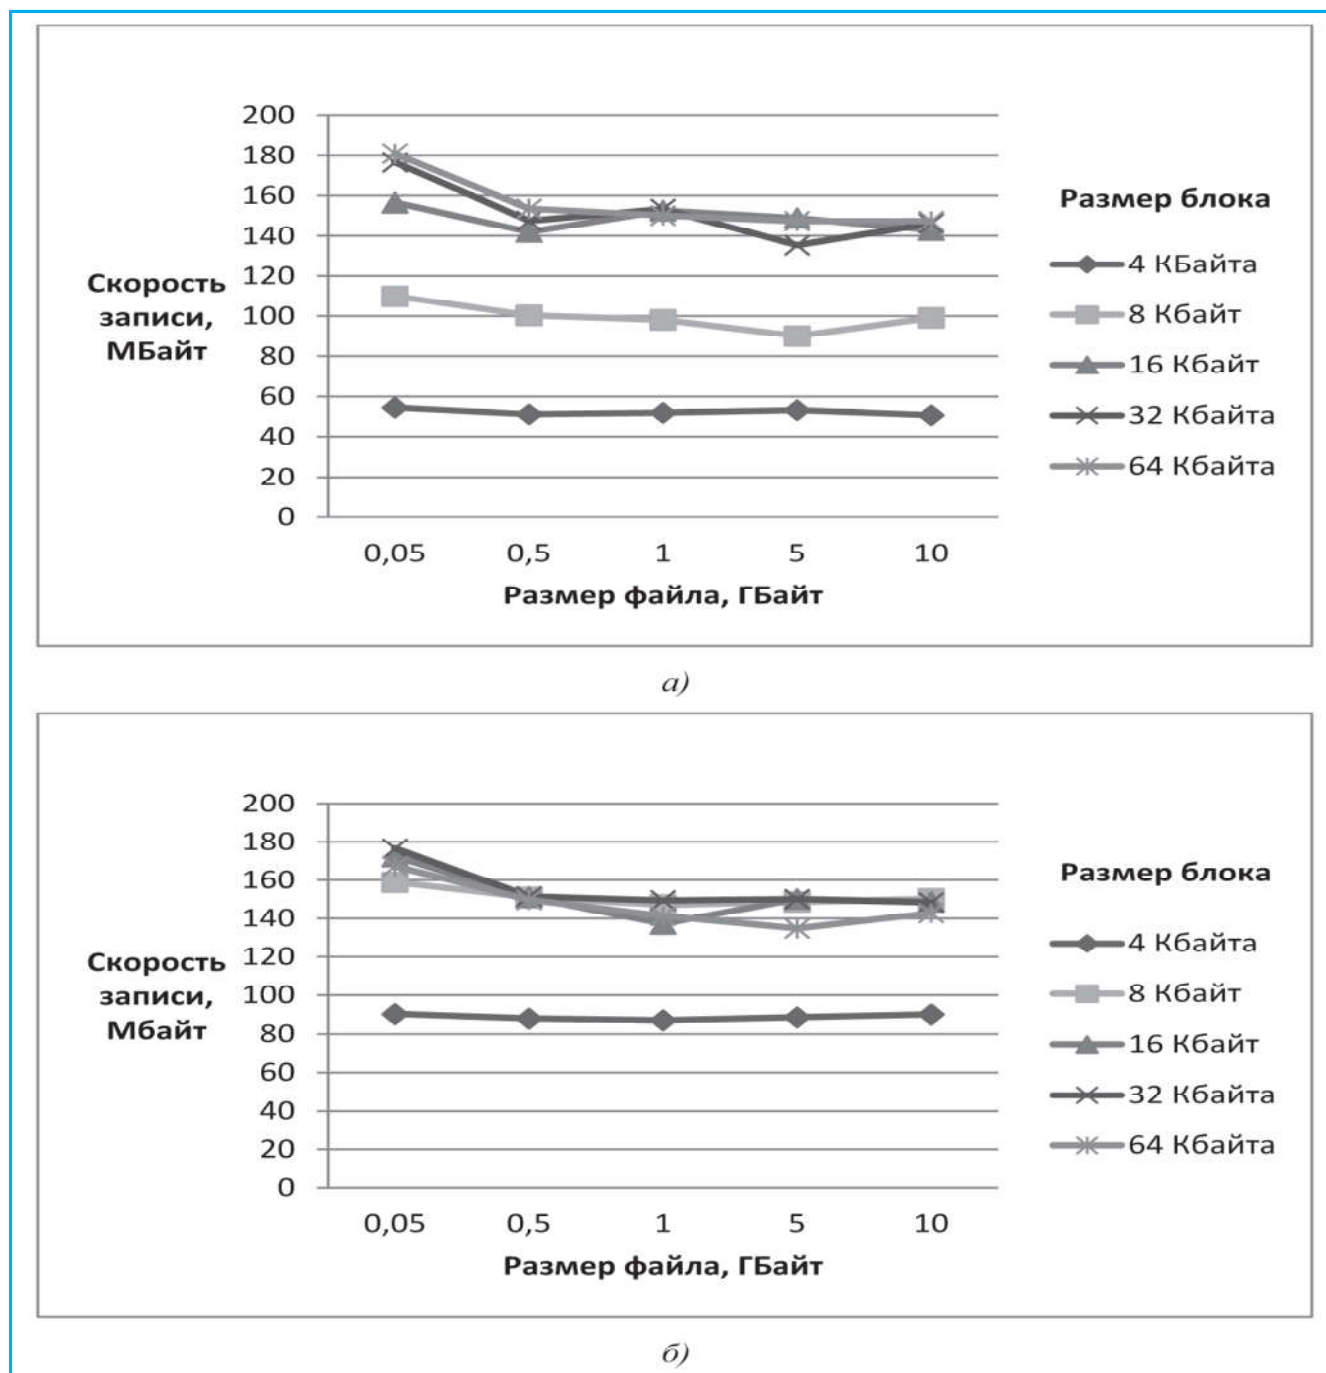 200
180
160
140
120
100
80
60
40
20
0
Скорость
записи,
МБайт
0,05 0,5 1 5 10
Размер файла, ГБайт
Размер блока
4 КБайта
8 Кбайт
16 Кбайт
32 Кбайта
64 Кбайта
а)
200
180
160
140
120
100
80
60
40
20
0
Скорость
записи,
Мбайт
0,05 0,5 1 5 10
Размер файла, ГБайт
Размер блока
4 Кбайта
8 Кбайт
16 Кбайт
32 Кбайта
64 Кбайта
б)